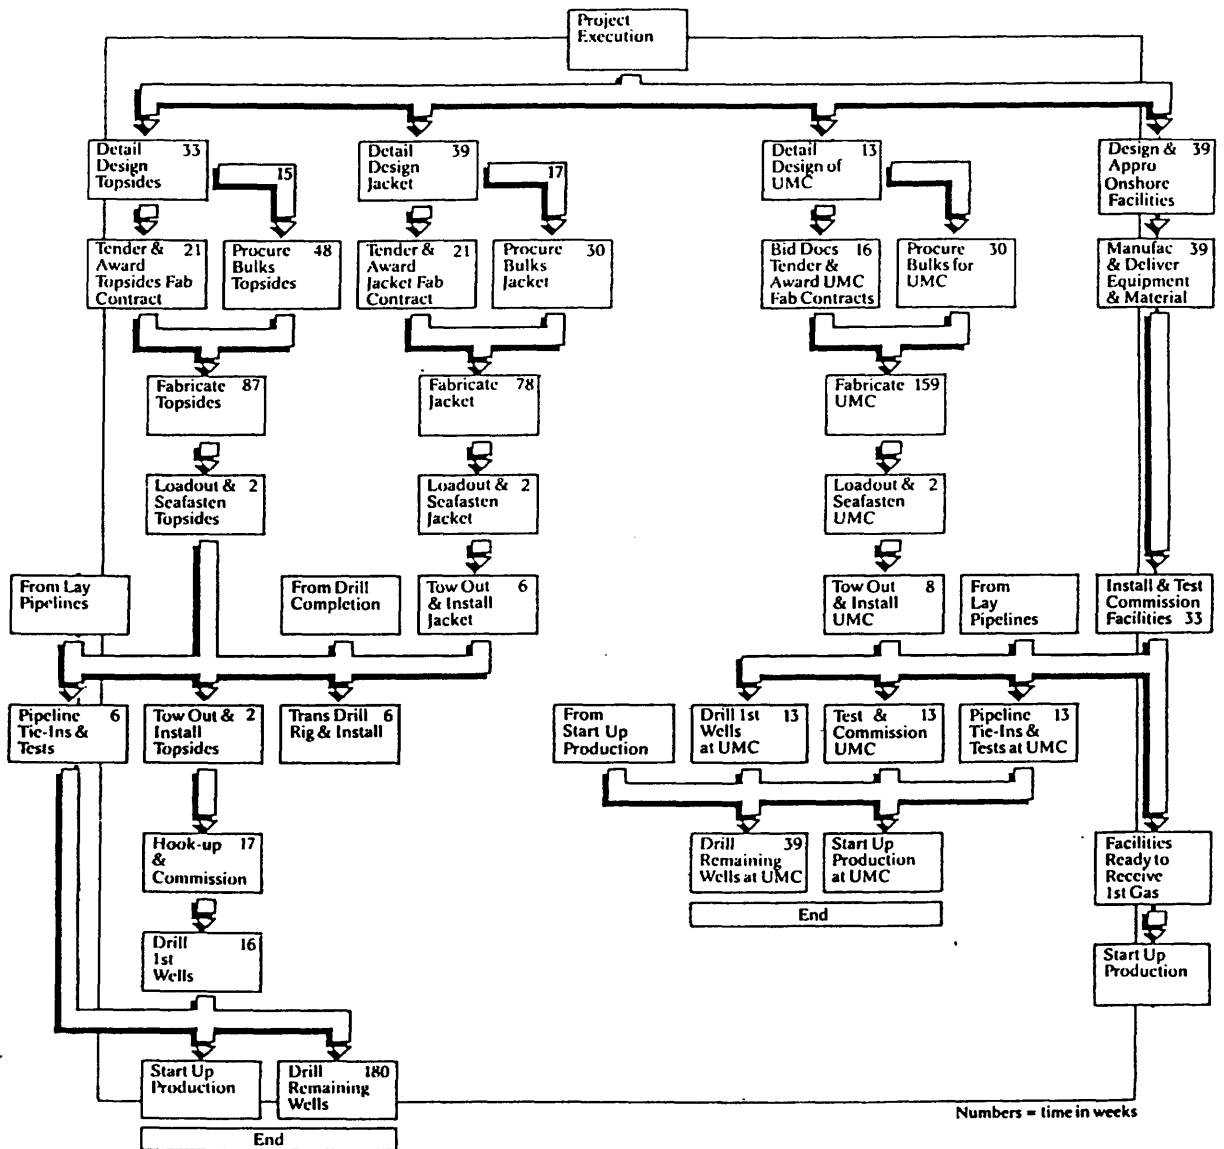 Project
Execution
Detail 33
Design
Topsides
15
Detail 39
Design
Jacket
17
Detail 13
Design of
UMC
Design & 39
Appro
Onshore
Facilities
Tender & 21
Award
Topsides Fab
Contract
Procure 48
Bulks
Topsides
Tender & 21
Award
Jacket Fab
Contract
Procure 30
Bulks
Jacket
Bid Docs 16
Tender &
Award UMC
Fab Contracts
Procure 30
Bulks for
UMC
Manufac 39
& Deliver
Equipment
& Material
Fabricate 87
Topsides
Fabricate 78
Jacket
Fabricate 159
UMC
Loadout & 2
Seafasten
Topsides
Loadout & 2
Seafasten
Jacket
Loadout & 2
Seafasten
UMC
From Lay
Pipelines
From Drill
Completion
Tow Out 6
& Install
Jacket
Tow Out 8
& Install
UMC
From
Lay
Pipelines
Install & Test
Commission
Facilities 33
Pipeline 6
Tie-Ins &
Tests
Tow Out & 2
Install
Topsides
Trans Drill 6
Rig & Install
From
Start Up
Production
Drill 1st 13
Wells
at UMC
Test & 13
Commission
UMC
Pipeline 13
Tie-Ins &
Tests at UMC
Hook-up 17
&
Commission
Drill 39
Remaining
Wells at UMC
Start Up
Production
at UMC
Facilities
Ready to
Receive
1st Gas
End
Drill 16
1st
Wells
Start Up
Production
Start Up
Production
Drill 180
Remaining
Wells
Numbers = time in weeks
End